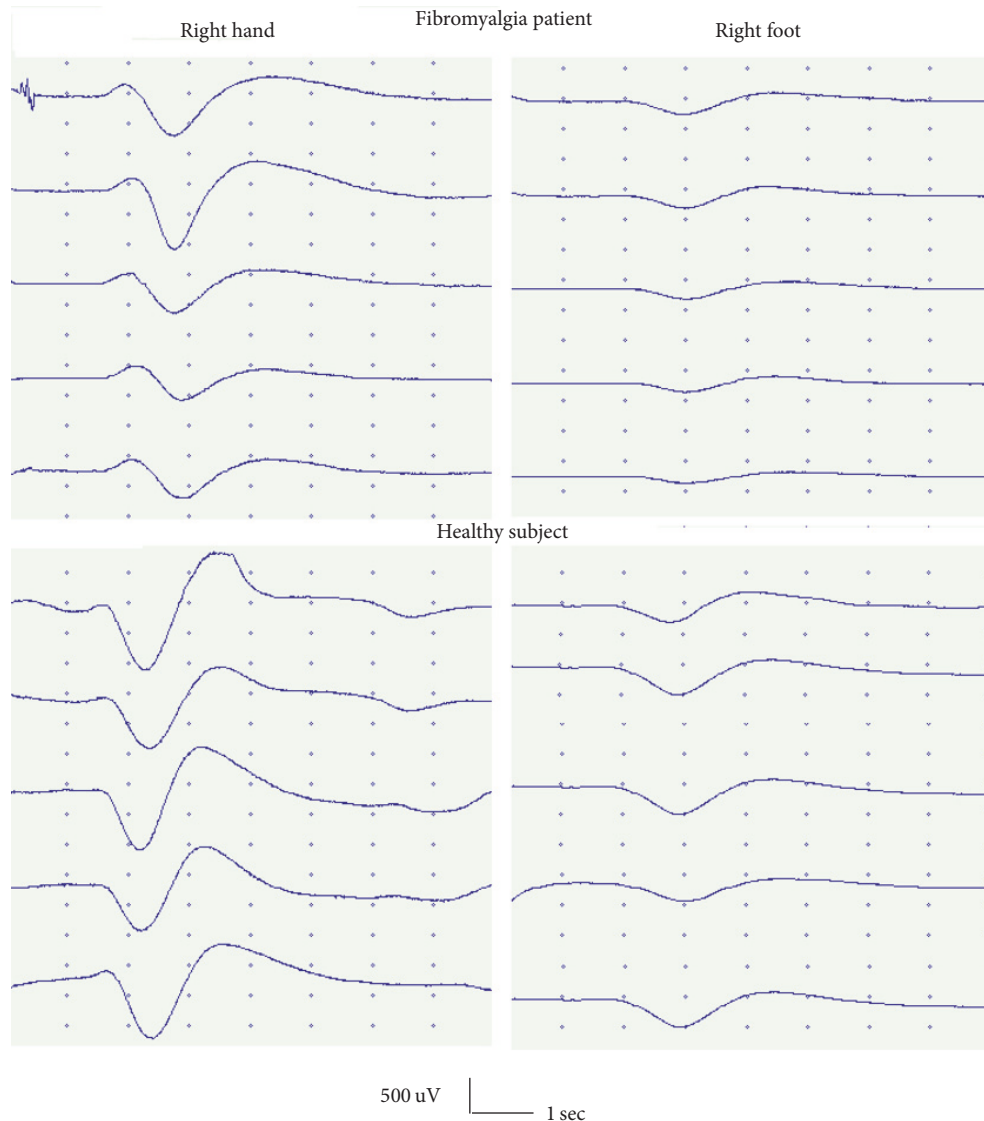 Fibromyalgia patient
Right hand
Right foot
Healthy subject
500 uV
1 sec